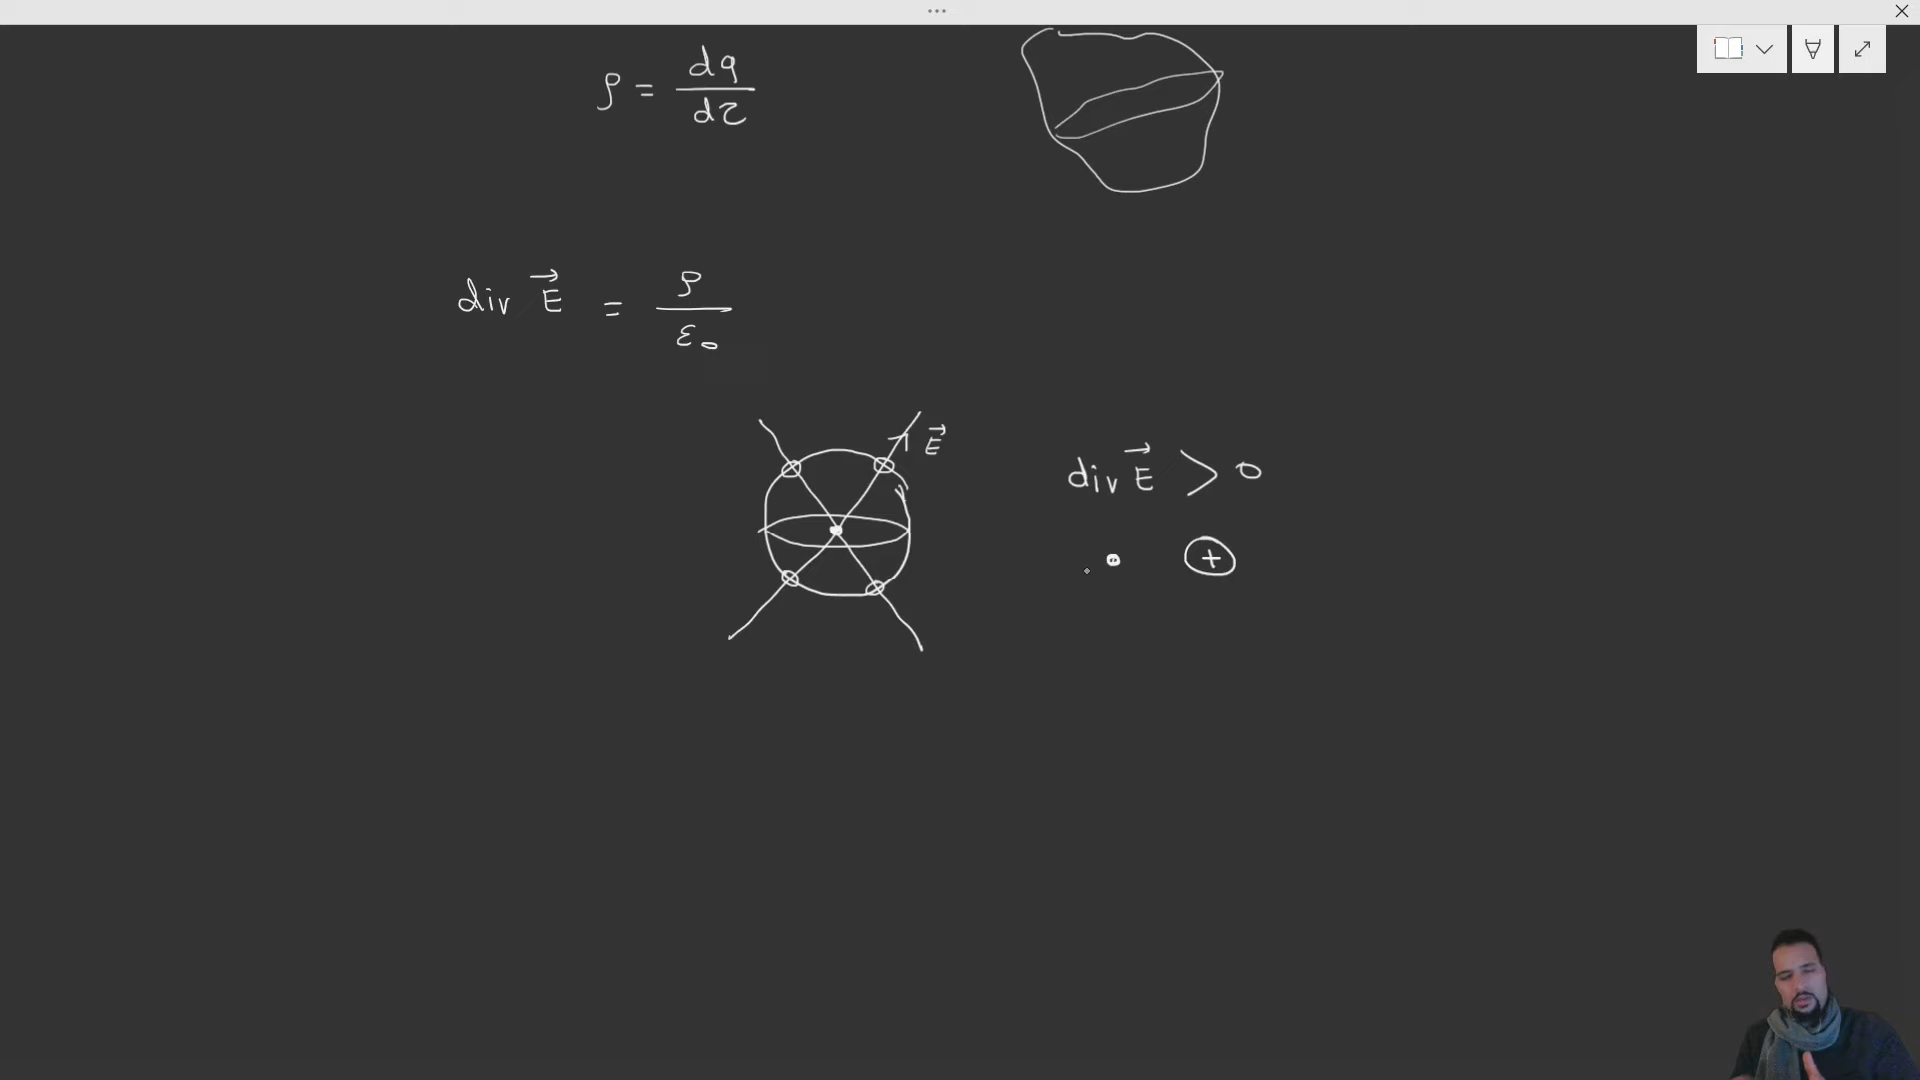 ρ = dq/dτ
div E⃗ = ρ/ε₀
E⃗
div E⃗ > 0
+